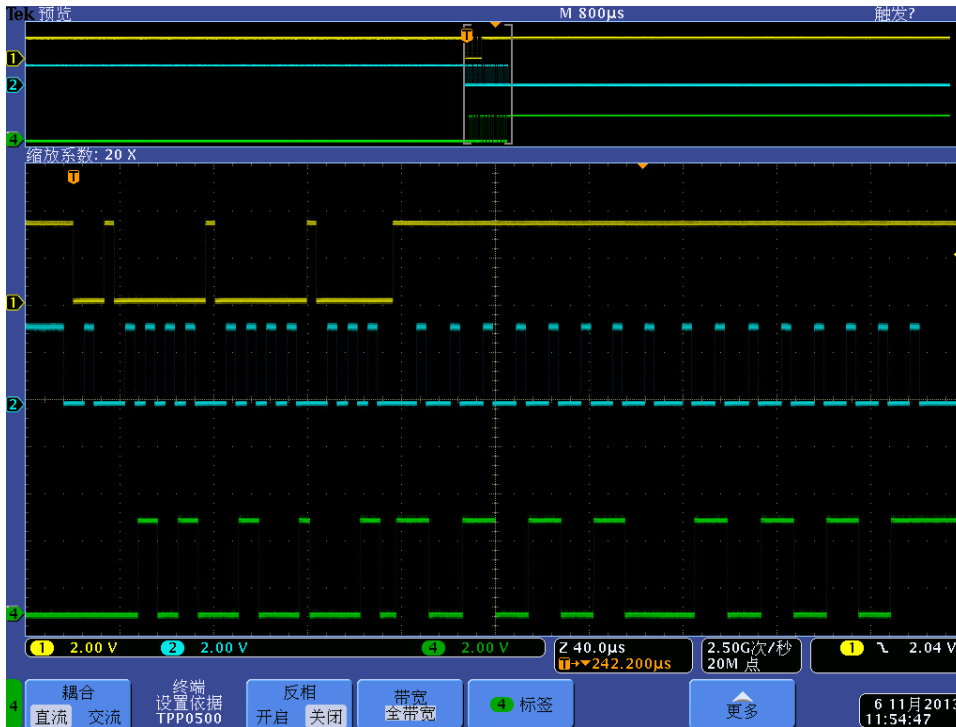 Tek 预览 M 800μs 触发?
T
1
2
4
缩放系数: 20 X
T
1
2
4
1 2.00 V 2 2.00 V 4 2.00 V Z 40.0μs 2.50G次/秒 1 2.04 V
T→▼242.200μs 20M 点
4
耦合
直流 交流
终端
设置依据
TPP0500
反相
开启 关闭
带宽
全带宽
4 标签
更多
6 11月2013
11:54:47